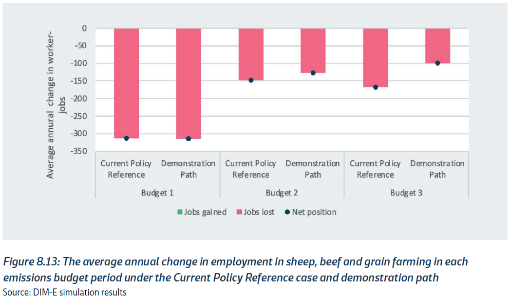 Average annural change in worker-
jobs
0
-50
-100
-150
-200
-250
-300
-350
Current Policy
Reference
Demonstration
Path
Current Policy
Reference
Demonstration
Path
Current Policy
Reference
Demonstration
Path
Budget 1
Budget 2
Budget 3
Jobs gained
Jobs lost
Net position
Figure 8.13: The average annual change in employment in sheep, beef and grain farming in each
emissions budget period under the Current Policy Reference case and demonstration path
Source: DIM-E simulation results